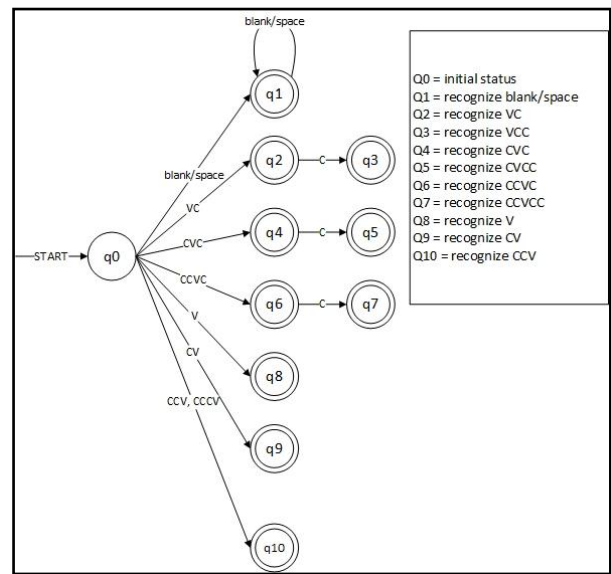 blank/space
q1
Q0 = initial status
Q1 = recognize blank/space
Q2 = recognize VC
Q3 = recognize VCC
Q4 = recognize CVC
Q5 = recognize CVCC
Q6 = recognize CCVC
Q7 = recognize CCVCC
Q8 = recognize V
Q9 = recognize CV
Q10 = recognize CCV
blank/space
q2
C
q3
VC
CVC
q4
C
q5
START
q0
CCVC
q6
C
q7
V
q8
CV
CCV, CCCV
q9
q10